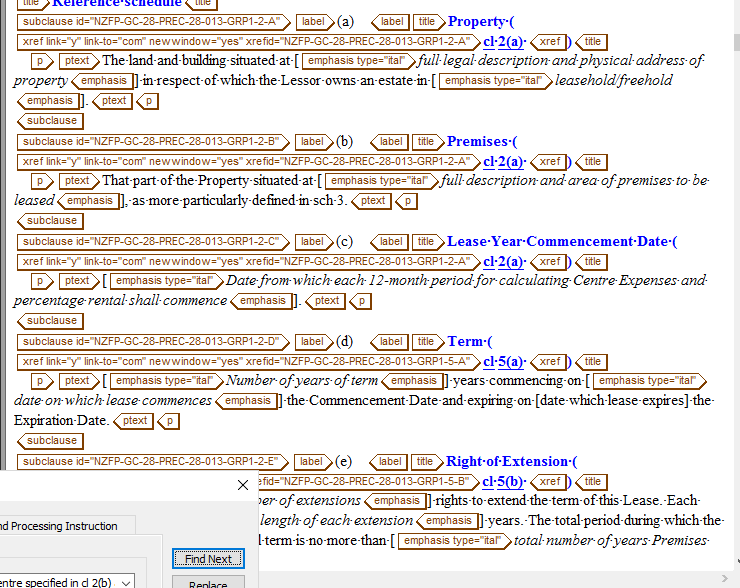 title Reference schedule title
subclause id="NZFP-GC-28-PREC-28-013-GRP1-2-A" label (a) label title Property (
xref link="y" link-to="com" newwindow="yes" xrefid="NZFP-GC-28-PREC-28-013-GRP1-2-A" cl·2(a)· xref ) title
p ptext The·land·and·building·situated·at·[ emphasis type="ital" full·legal·description·and·physical·address·of·
property emphasis ]·in·respect·of·which·the·Lessor·owns·an·estate·in·[ emphasis type="ital" leasehold/freehold
emphasis ]. ptext p
subclause
subclause id="NZFP-GC-28-PREC-28-013-GRP1-2-B" label (b) label title Premises·(
xref link="y" link-to="com" newwindow="yes" xrefid="NZFP-GC-28-PREC-28-013-GRP1-2-A" cl·2(a)· xref ) title
p ptext That·part·of·the·Property·situated·at·[ emphasis type="ital" full·description·and·area·of·premises·to·be·
leased emphasis ],·as·more·particularly·defined·in·sch·3. ptext p
subclause
subclause id="NZFP-GC-28-PREC-28-013-GRP1-2-C" label (c) label title Lease·Year·Commencement·Date·(
xref link="y" link-to="com" newwindow="yes" xrefid="NZFP-GC-28-PREC-28-013-GRP1-2-A" cl·2(a)· xref ) title
p ptext [ emphasis type="ital" Date·from·which·each·12-month·period·for·calculating·Centre·Expenses·and·
percentage·rental·shall·commence emphasis ]. ptext p
subclause
subclause id="NZFP-GC-28-PREC-28-013-GRP1-2-D" label (d) label title Term·(
xref link="y" link-to="com" newwindow="yes" xrefid="NZFP-GC-28-PREC-28-013-GRP1-5-A" cl·5(a)· xref ) title
p ptext [ emphasis type="ital" Number·of·years·of·term emphasis ]·years·commencing·on·[ emphasis type="ital"
date·on·which·lease·commences emphasis ]·the·Commencement·Date·and·expiring·on·[date·which·lease·expires]·the·
Expiration·Date. ptext p
subclause
subclause id="NZFP-GC-28-PREC-28-013-GRP1-2-E" label (e) label title Right·of·Extension·(
efid="NZFP-GC-28-PREC-28-013-GRP1-5-B" cl·5(b)· xref ) title
ber·of·extensions emphasis ]·rights·to·extend·the·term·of·this·Lease.·Each·
nd Processing Instruction length·of·each·extension emphasis ]·years.·The·total·period·during·which·the·
d·term·is·no·more·than·[ emphasis type="ital" total·number·of·years·Premises·
Find Next
entre specified in cl 2(b) Replace